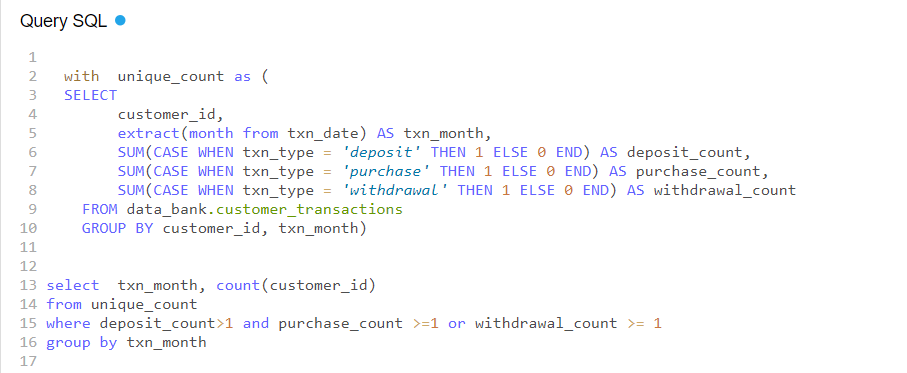 Query SQL
1
2 with unique_count as (
3 SELECT
4 customer_id,
5 extract(month from txn_date) AS txn_month,
6 SUM(CASE WHEN txn_type = 'deposit' THEN 1 ELSE 0 END) AS deposit_count,
7 SUM(CASE WHEN txn_type = 'purchase' THEN 1 ELSE 0 END) AS purchase_count,
8 SUM(CASE WHEN txn_type = 'withdrawal' THEN 1 ELSE 0 END) AS withdrawal_count
9 FROM data_bank.customer_transactions
10 GROUP BY customer_id, txn_month)
11
12
13 select txn_month, count(customer_id)
14 from unique_count
15 where deposit_count>1 and purchase_count >=1 or withdrawal_count >= 1
16 group by txn_month
17